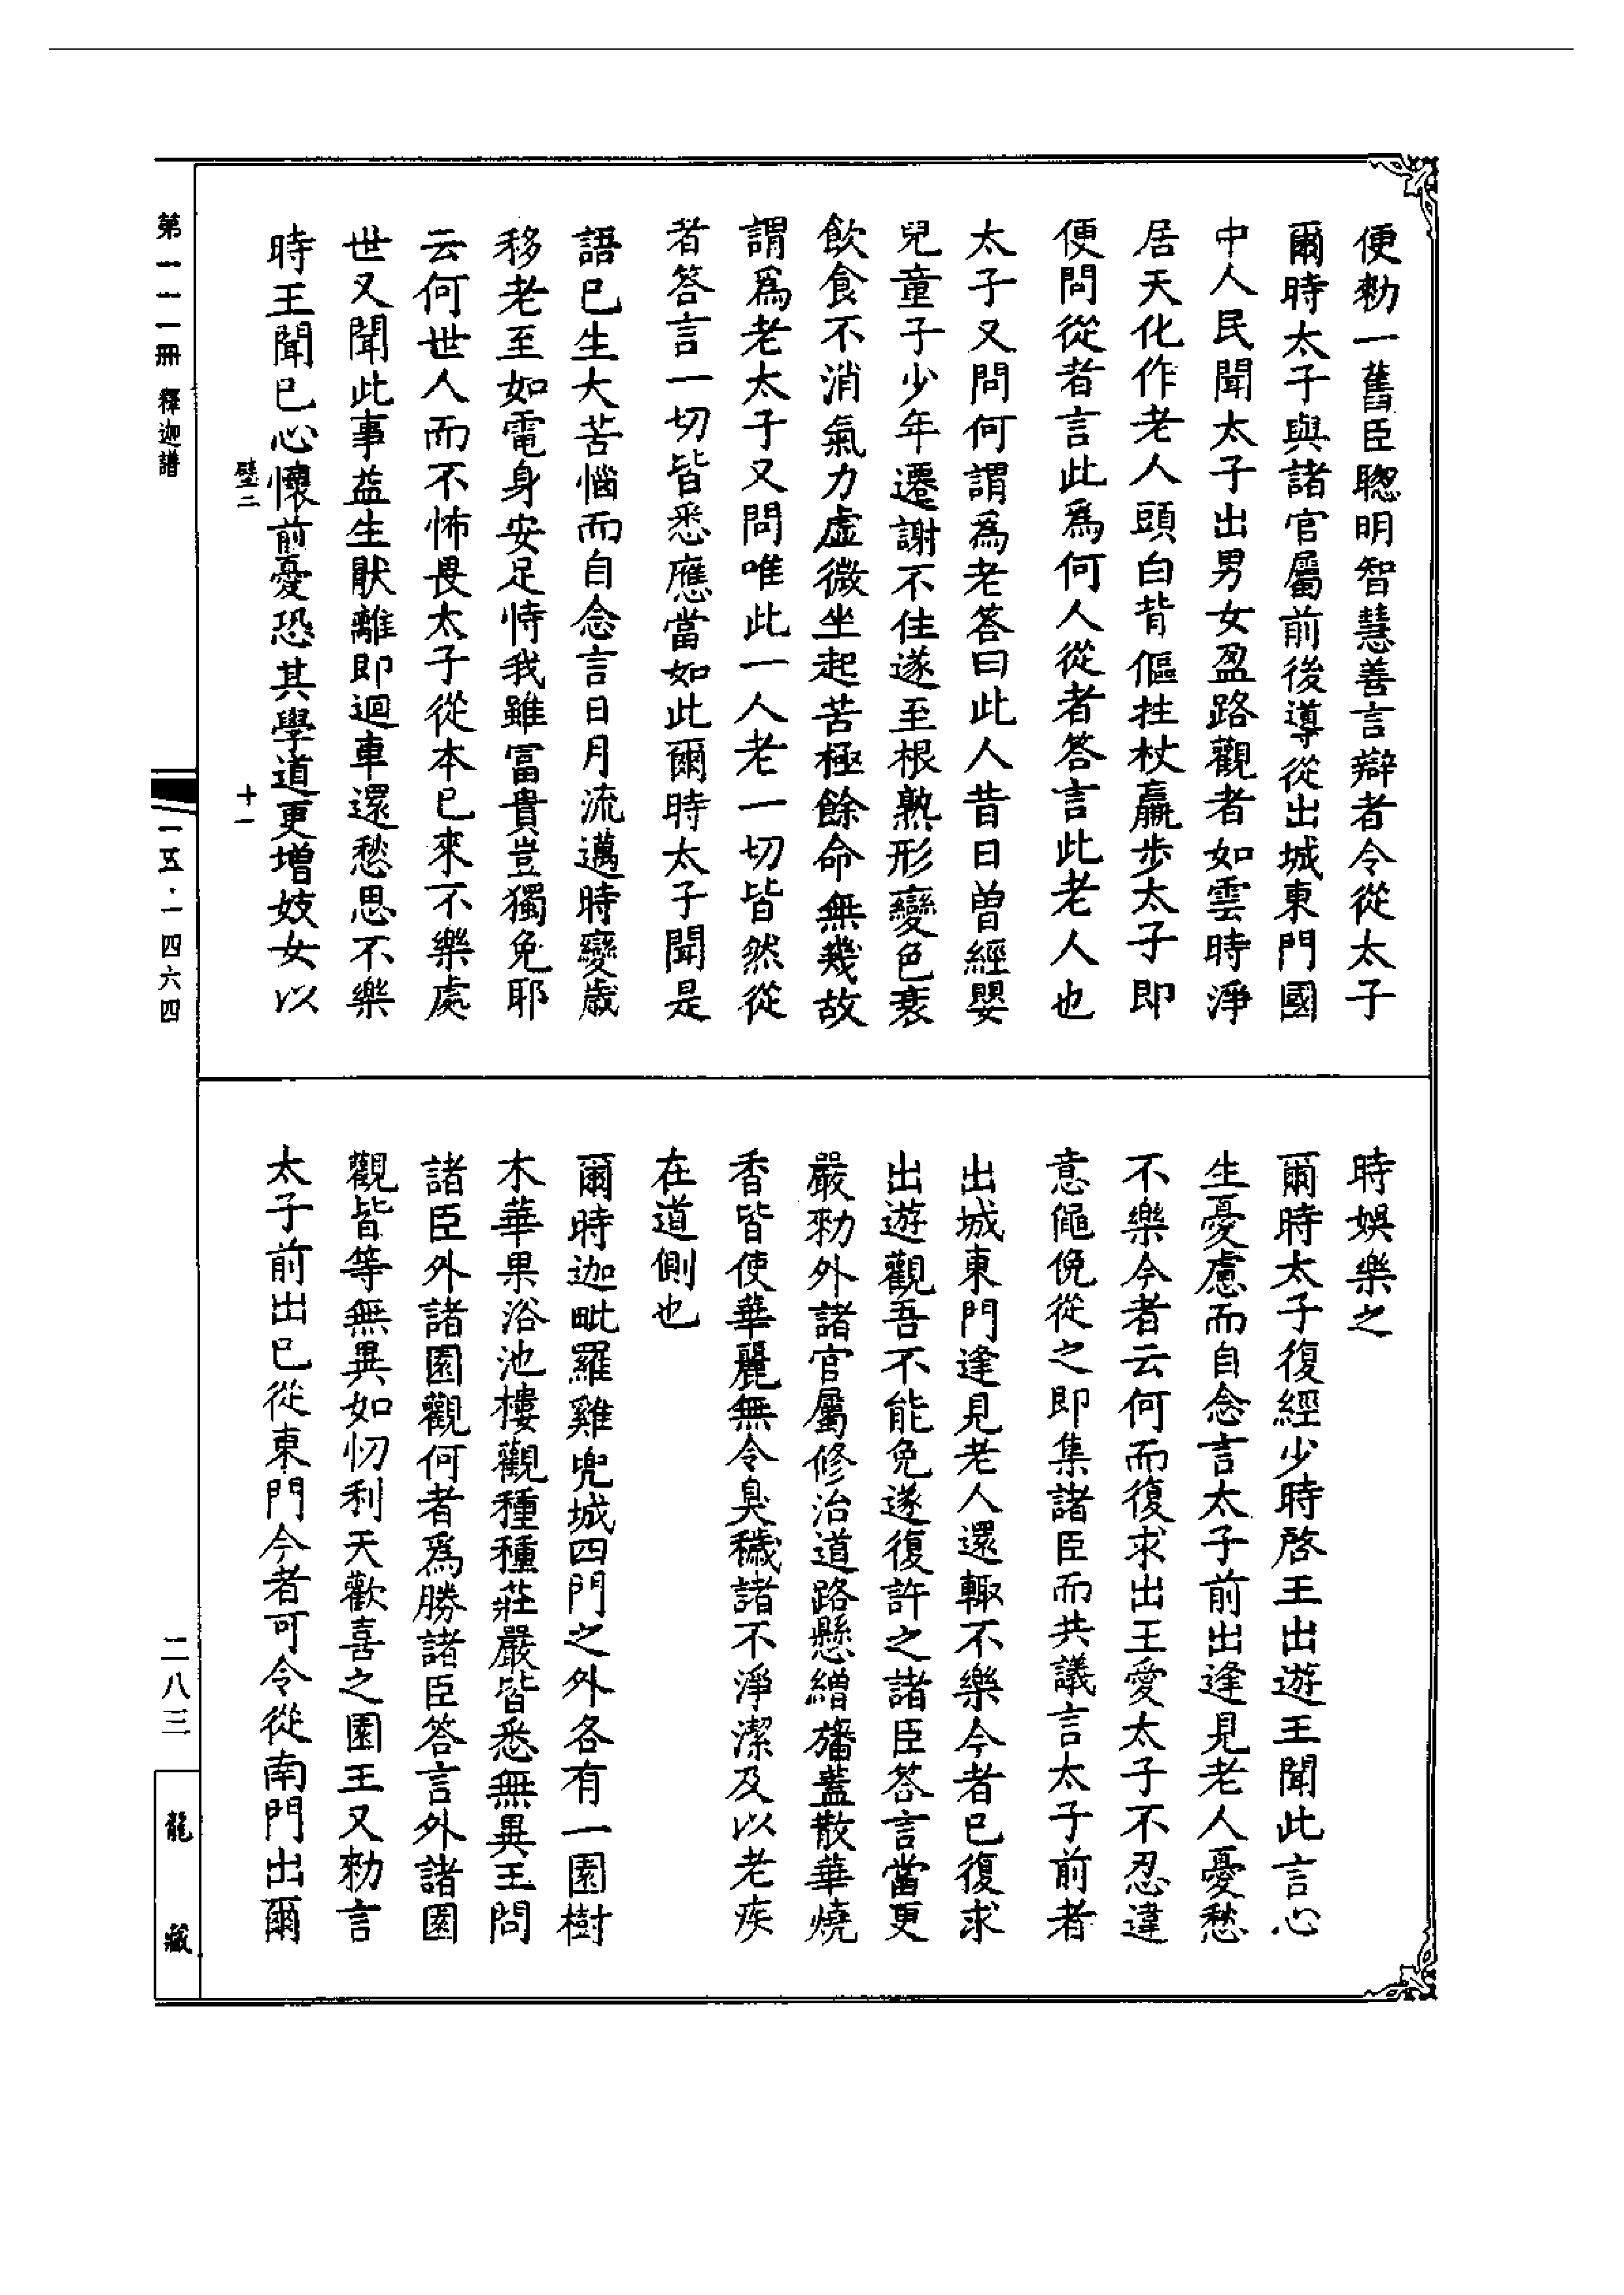 便勑一舊臣聦明智慧善言辯者令從太子
爾時太子與諸官屬前後導從出城東門國
中人民聞太子出男女盈路觀者如雲時淨
居天化作老人頭白背傴拄杖羸步太子即
便問從者言此爲何人從者答言此老人也
太子又問何謂爲老答曰此人昔日曾經嬰
兒童子少年遷謝不住遂至根熟形變色衰
飲食不消氣力虛微坐起苦極餘命無幾故
謂爲老太子又問唯此一人老一切皆然從
者答言一切皆悉應當如此爾時太子聞是
語已生大苦惱而自念言日月流邁時變歲
移老至如電身安足恃我雖富貴豈獨免耶
云何世人而不怖畏太子從本已來不樂處
世又聞此事益生猒離即迴車還愁思不樂
時王聞已心懷前憂恐其學道更增妓女以
璧二
十一
時娛樂之
爾時太子復經少時啓王出遊王聞此言心
生憂慮而自念言太子前出逢見老人憂愁
不樂今者云何而復求出王愛太子不忍違
意僶俛從之即集諸臣而共議言太子前者
出城東門逢見老人還輙不樂今者已復求
出遊觀吾不能免遂復許之諸臣答言當更
嚴勑外諸官屬修治道路懸繒旛蓋散華燒
香皆使華麗無令臭穢諸不淨潔及以老疾
在道側也
爾時迦毗羅雞兜城四門之外各有一園樹
木華果浴池樓觀種種莊嚴皆悉無異王問
諸臣外諸園觀何者爲勝諸臣答言外諸園
觀皆等無異如忉利天歡喜之園王又勑言
太子前出已從東門今者可令從南門出爾
第一一一冊 釋迦譜
一五·一四六四
二八三
龍藏